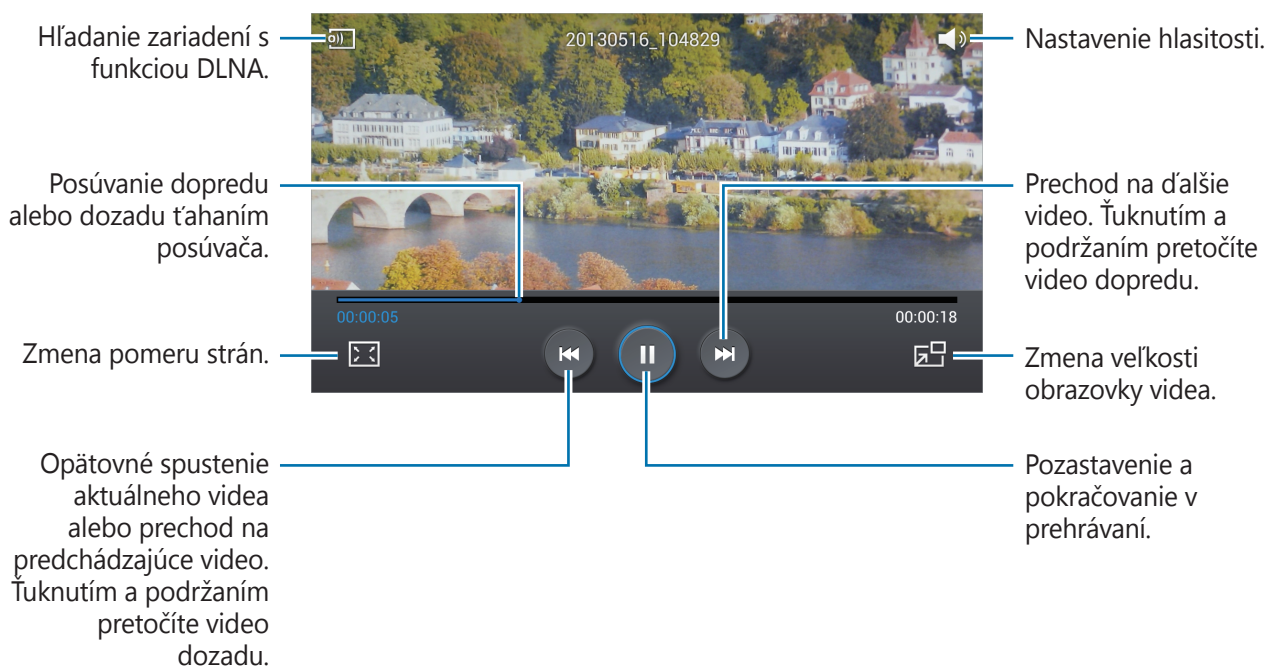 Hľadanie zariadení s
funkciou DLNA.
20130516_104829
Nastavenie hlasitosti.
Posúvanie dopredu
alebo dozadu ťahaním
posúvača.
Prechod na ďalšie
video. Ťuknutím a
podržaním pretočíte
video dopredu.
00:00:05
00:00:18
Zmena pomeru strán.
Zmena veľkosti
obrazovky videa.
Opätovné spustenie
aktuálneho videa
alebo prechod na
predchádzajúce video.
Ťuknutím a podržaním
pretočíte video
dozadu.
Pozastavenie a
pokračovanie v
prehrávaní.